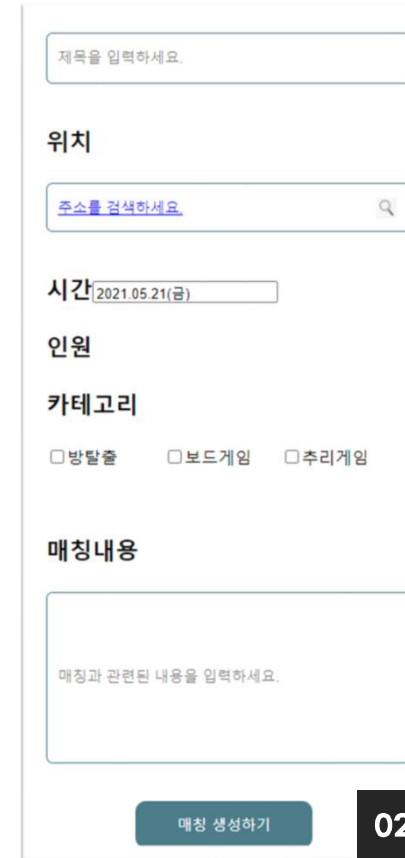 제목을 입력하세요.
위치
주소를 검색하세요.
시간 2021.05.21(금)
인원
카테고리
방탈출 보드게임 추리게임
매칭내용
매칭과 관련된 내용을 입력하세요.
매칭 생성하기
02